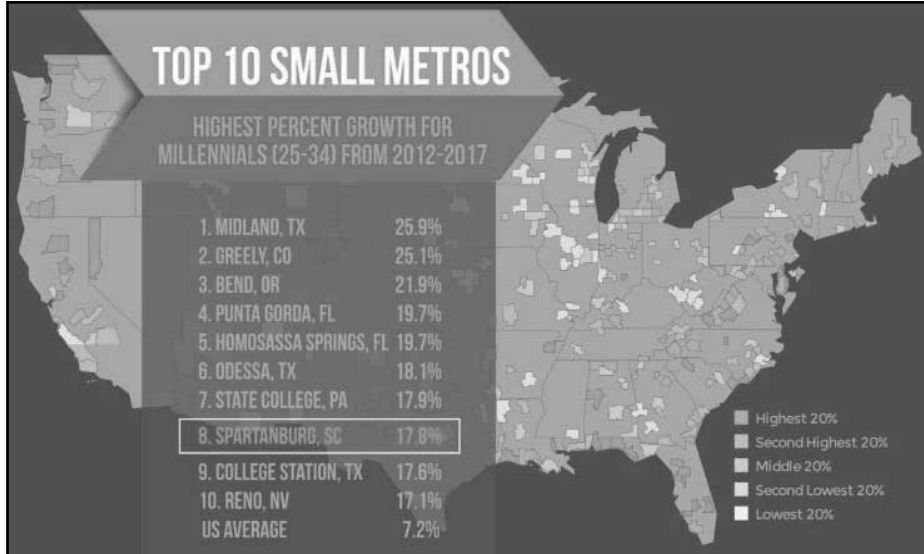 TOP 10 SMALL METROS
HIGHEST PERCENT GROWTH FOR
MILLENNIALS (25-34) FROM 2012-2017
1. MIDLAND, TX 25.9%
2. GREELY, CO 25.1%
3. BEND, OR 21.9%
4. PUNTA GORDA, FL 19.7%
5. HOMOSASSA SPRINGS, FL 19.7%
6. ODESSA, TX 18.1%
7. STATE COLLEGE, PA 17.9%
8. SPARTANBURG, SC 17.8%
9. COLLEGE STATION, TX 17.6%
10. RENO, NV 17.1%
US AVERAGE 7.2%
Highest 20%
Second Highest 20%
Middle 20%
Second Lowest 20%
Lowest 20%